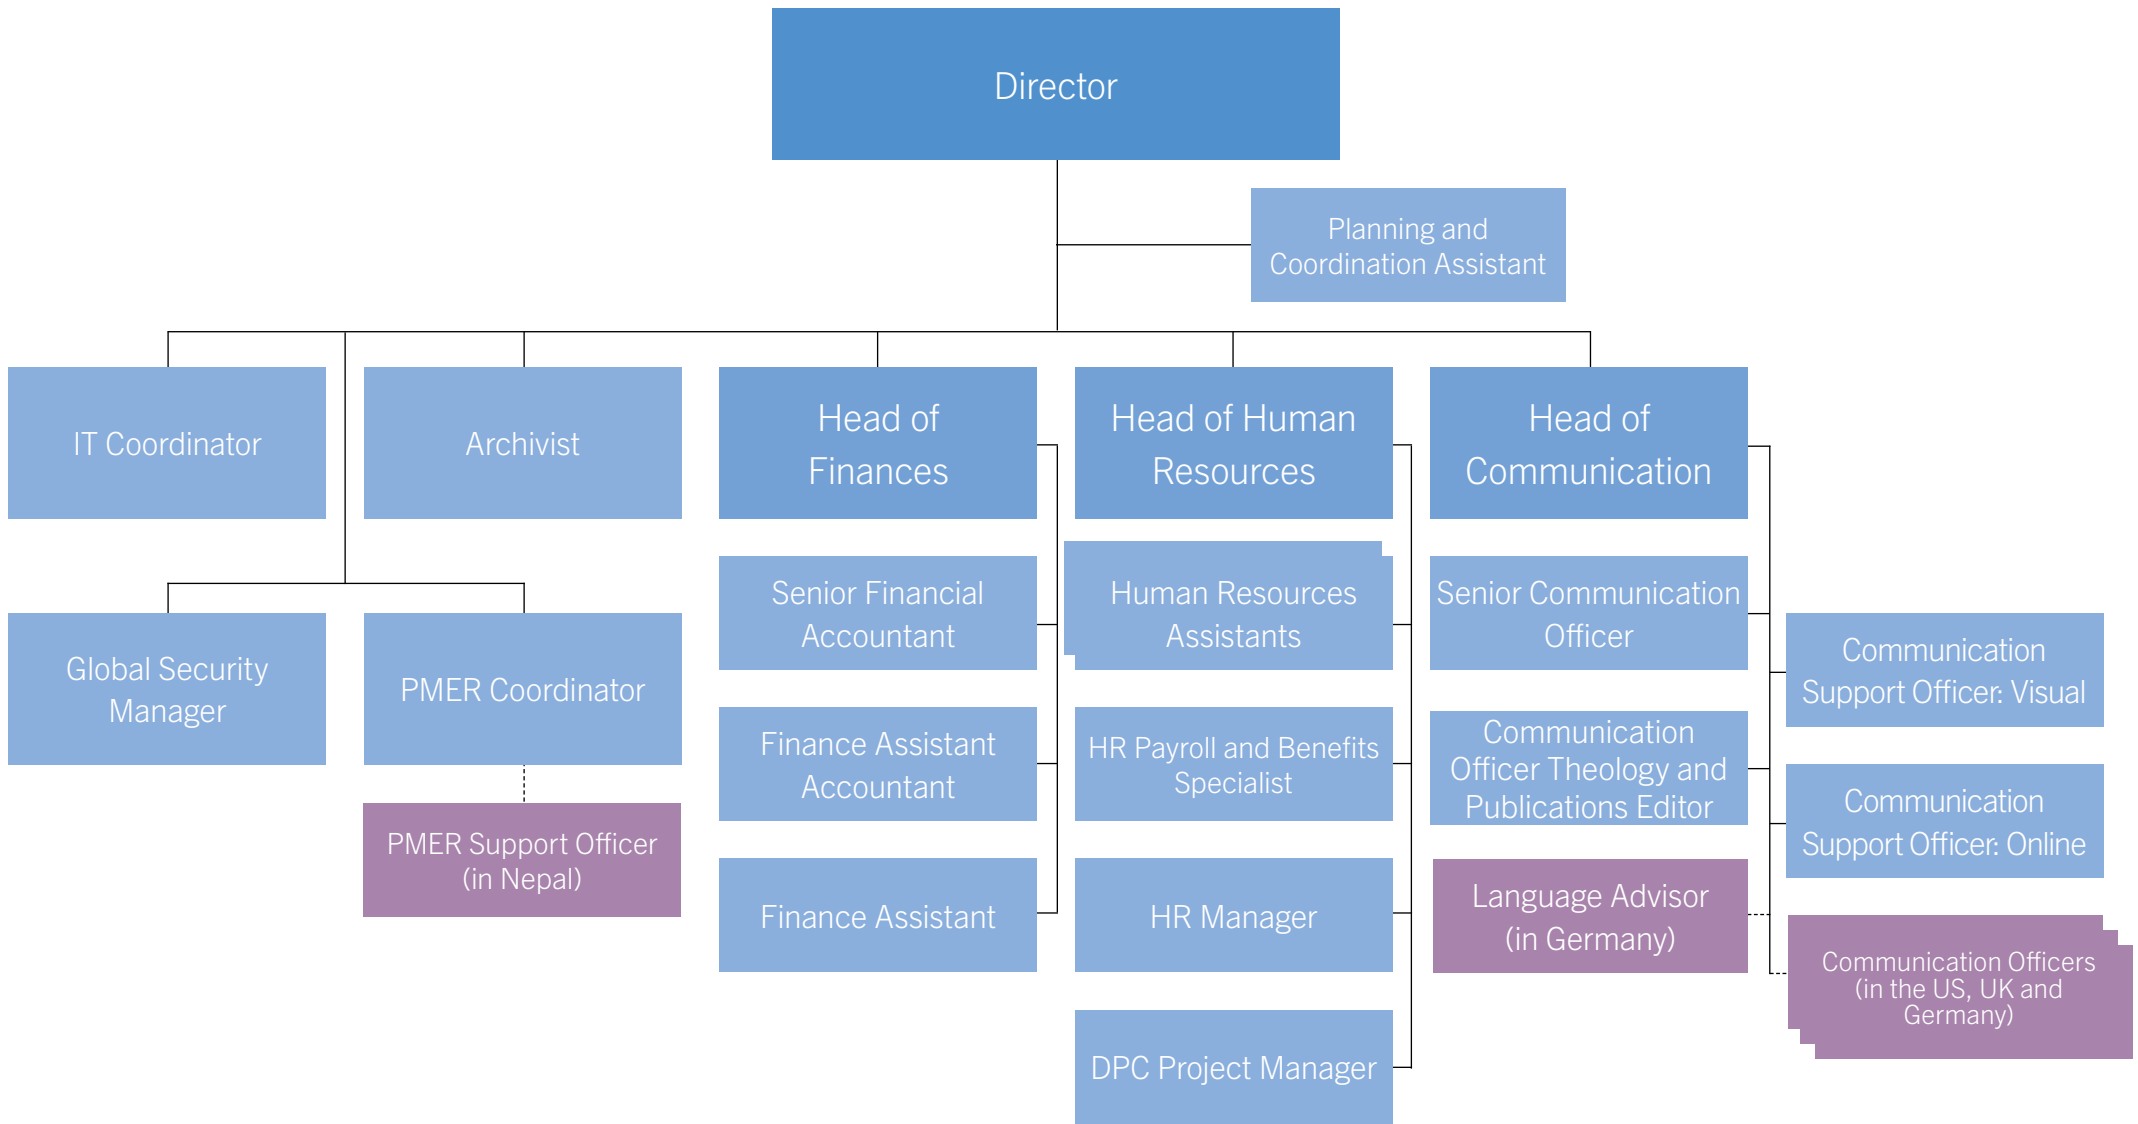 Director
Planning and
Coordination Assistant
IT Coordinator
Archivist
Head of
Finances
Head of Human
Resources
Head of
Communication
Global Security
Manager
PMER Coordinator
PMER Support Officer
(in Nepal)
Senior Financial
Accountant
Finance Assistant
Accountant
Finance Assistant
Human Resources
Assistants
HR Payroll and Benefits
Specialist
HR Manager
DPC Project Manager
Senior Communication
Officer
Communication
Officer Theology and
Publications Editor
Language Advisor
(in Germany)
Communication
Support Officer: Visual
Communication
Support Officer: Online
Communication Officers
(in the US, UK and
Germany)